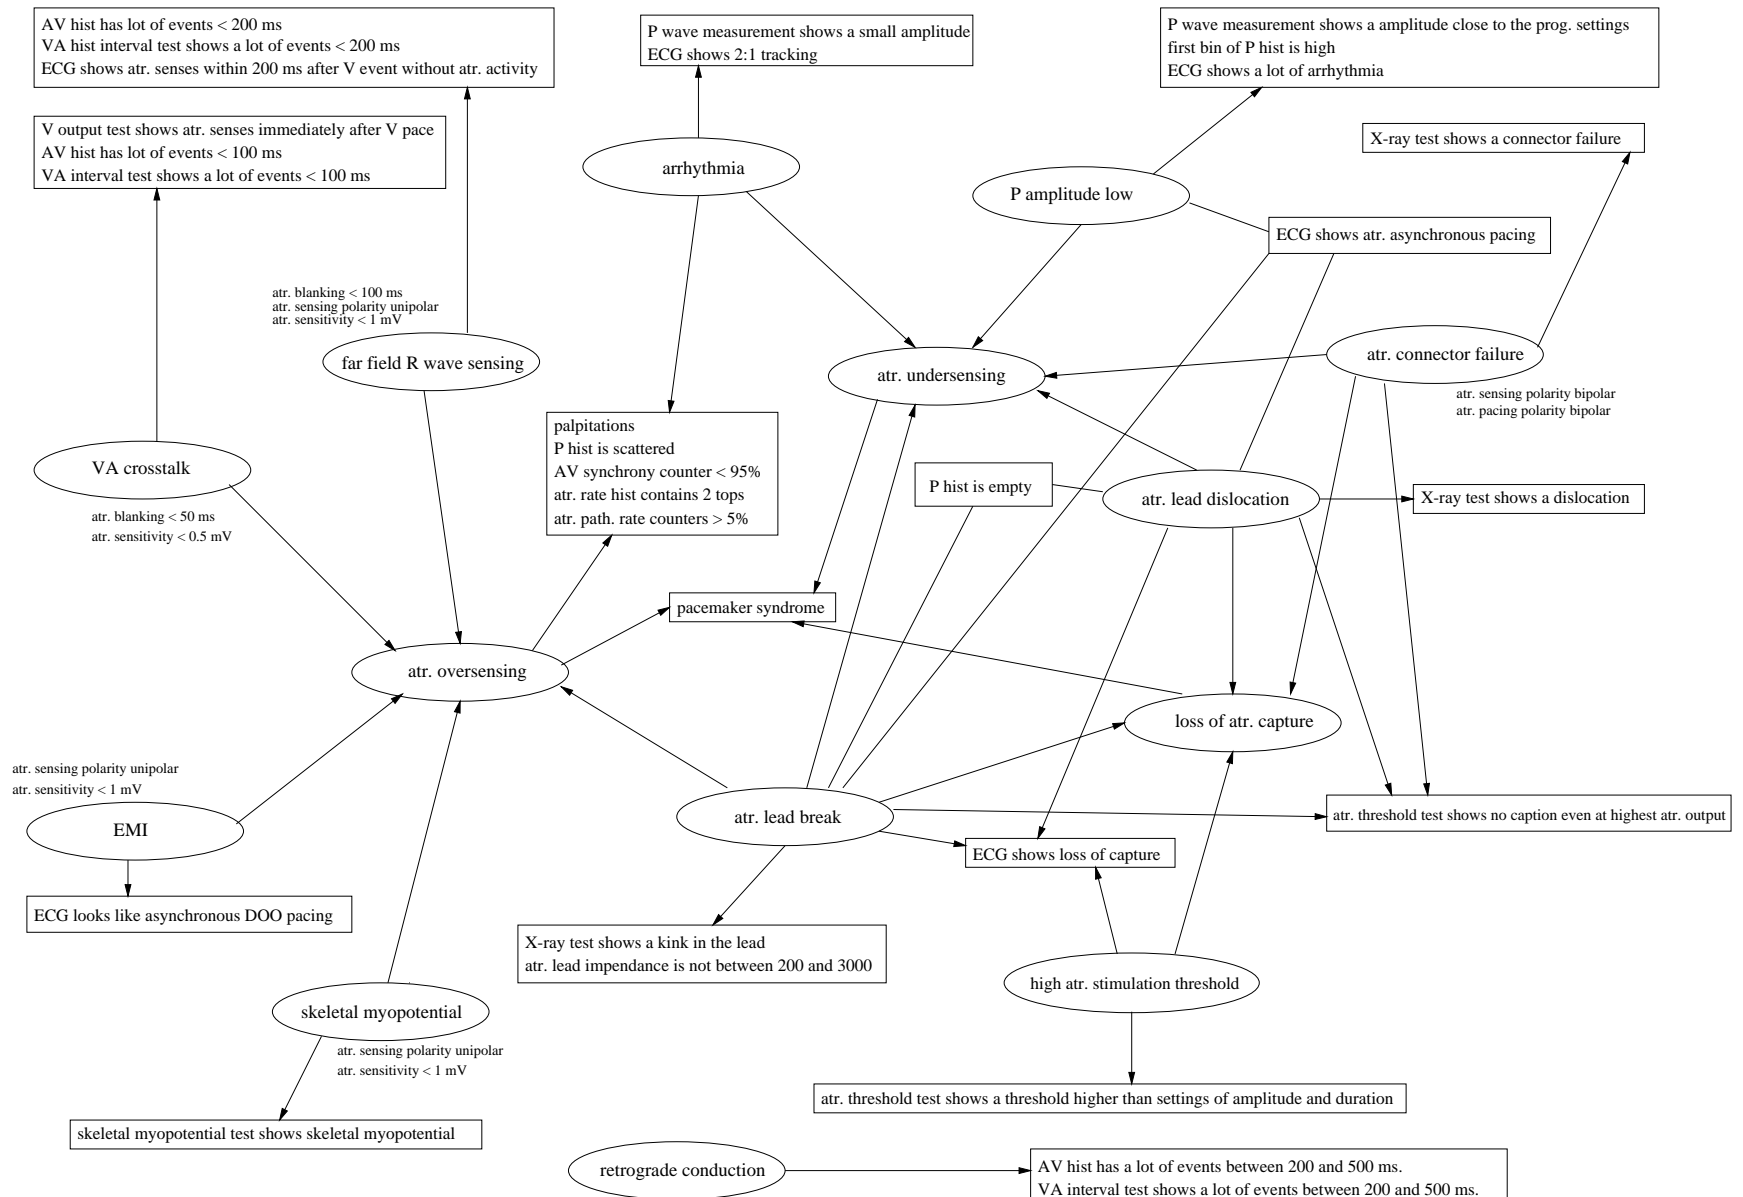 AV hist has lot of events < 200 ms
VA hist interval test shows a lot of events < 200 ms
ECG shows atr. senses within 200 ms after V event without atr. activity
P wave measurement shows a small amplitude
ECG shows 2:1 tracking
P wave measurement shows a amplitude close to the prog. settings
first bin of P hist is high
ECG shows a lot of arrhythmia
V output test shows atr. senses immediately after V pace
AV hist has lot of events < 100 ms
VA interval test shows a lot of events < 100 ms
X-ray test shows a connector failure
arrhythmia
P amplitude low
ECG shows atr. asynchronous pacing
atr. blanking < 100 ms
atr. sensing polarity unipolar
atr. sensitivity < 1 mV
far field R wave sensing
atr. undersensing
atr. connector failure
atr. sensing polarity bipolar
atr. pacing polarity bipolar
palpitations
P hist is scattered
AV synchrony counter < 95%
atr. rate hist contains 2 tops
atr. path. rate counters > 5%
VA crosstalk
atr. blanking < 50 ms
atr. sensitivity < 0.5 mV
P hist is empty
atr. lead dislocation
X-ray test shows a dislocation
pacemaker syndrome
atr. oversensing
loss of atr. capture
atr. sensing polarity unipolar
atr. sensitivity < 1 mV
EMI
atr. lead break
atr. threshold test shows no caption even at highest atr. output
ECG shows loss of capture
ECG looks like asynchronous DOO pacing
X-ray test shows a kink in the lead
atr. lead impendance is not between 200 and 3000
high atr. stimulation threshold
skeletal myopotential
atr. sensing polarity unipolar
atr. sensitivity < 1 mV
atr. threshold test shows a threshold higher than settings of amplitude and duration
skeletal myopotential test shows skeletal myopotential
retrograde conduction
AV hist has a lot of events between 200 and 500 ms.
VA interval test shows a lot of events between 200 and 500 ms.